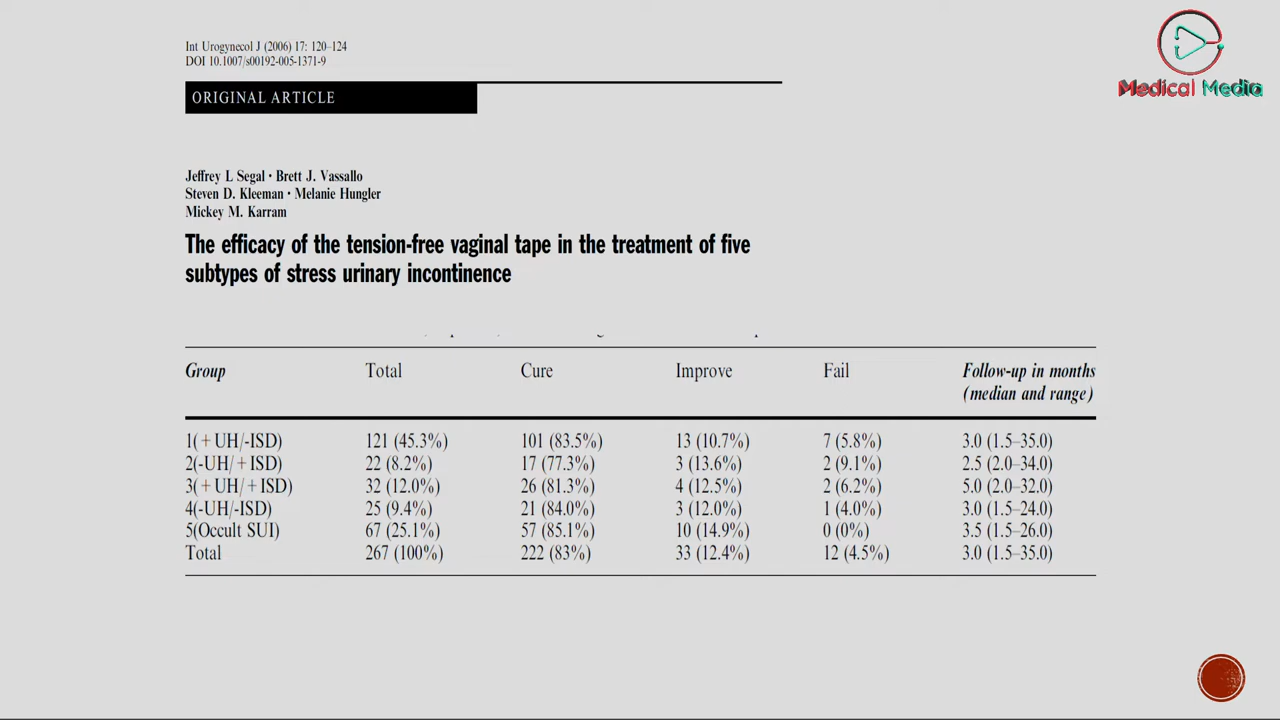 Int Urogynecol J (2006) 17: 120–124
DOI 10.1007/s00192-005-1371-9
Medical Media
ORIGINAL ARTICLE
Jeffrey L Segal · Brett J. Vassallo
Steven D. Kleeman · Melanie Hungler
Mickey M. Karram
The efficacy of the tension-free vaginal tape in the treatment of five
subtypes of stress urinary incontinence
Group Total Cure Improve Fail Follow-up in months
(median and range)
1(+UH/-ISD) 121 (45.3%) 101 (83.5%) 13 (10.7%) 7 (5.8%) 3.0 (1.5–35.0)
2(-UH/+ISD) 22 (8.2%) 17 (77.3%) 3 (13.6%) 2 (9.1%) 2.5 (2.0–34.0)
3(+UH/+ISD) 32 (12.0%) 26 (81.3%) 4 (12.5%) 2 (6.2%) 5.0 (2.0–32.0)
4(-UH/-ISD) 25 (9.4%) 21 (84.0%) 3 (12.0%) 1 (4.0%) 3.0 (1.5–24.0)
5(Occult SUI) 67 (25.1%) 57 (85.1%) 10 (14.9%) 0 (0%) 3.5 (1.5–26.0)
Total 267 (100%) 222 (83%) 33 (12.4%) 12 (4.5%) 3.0 (1.5–35.0)